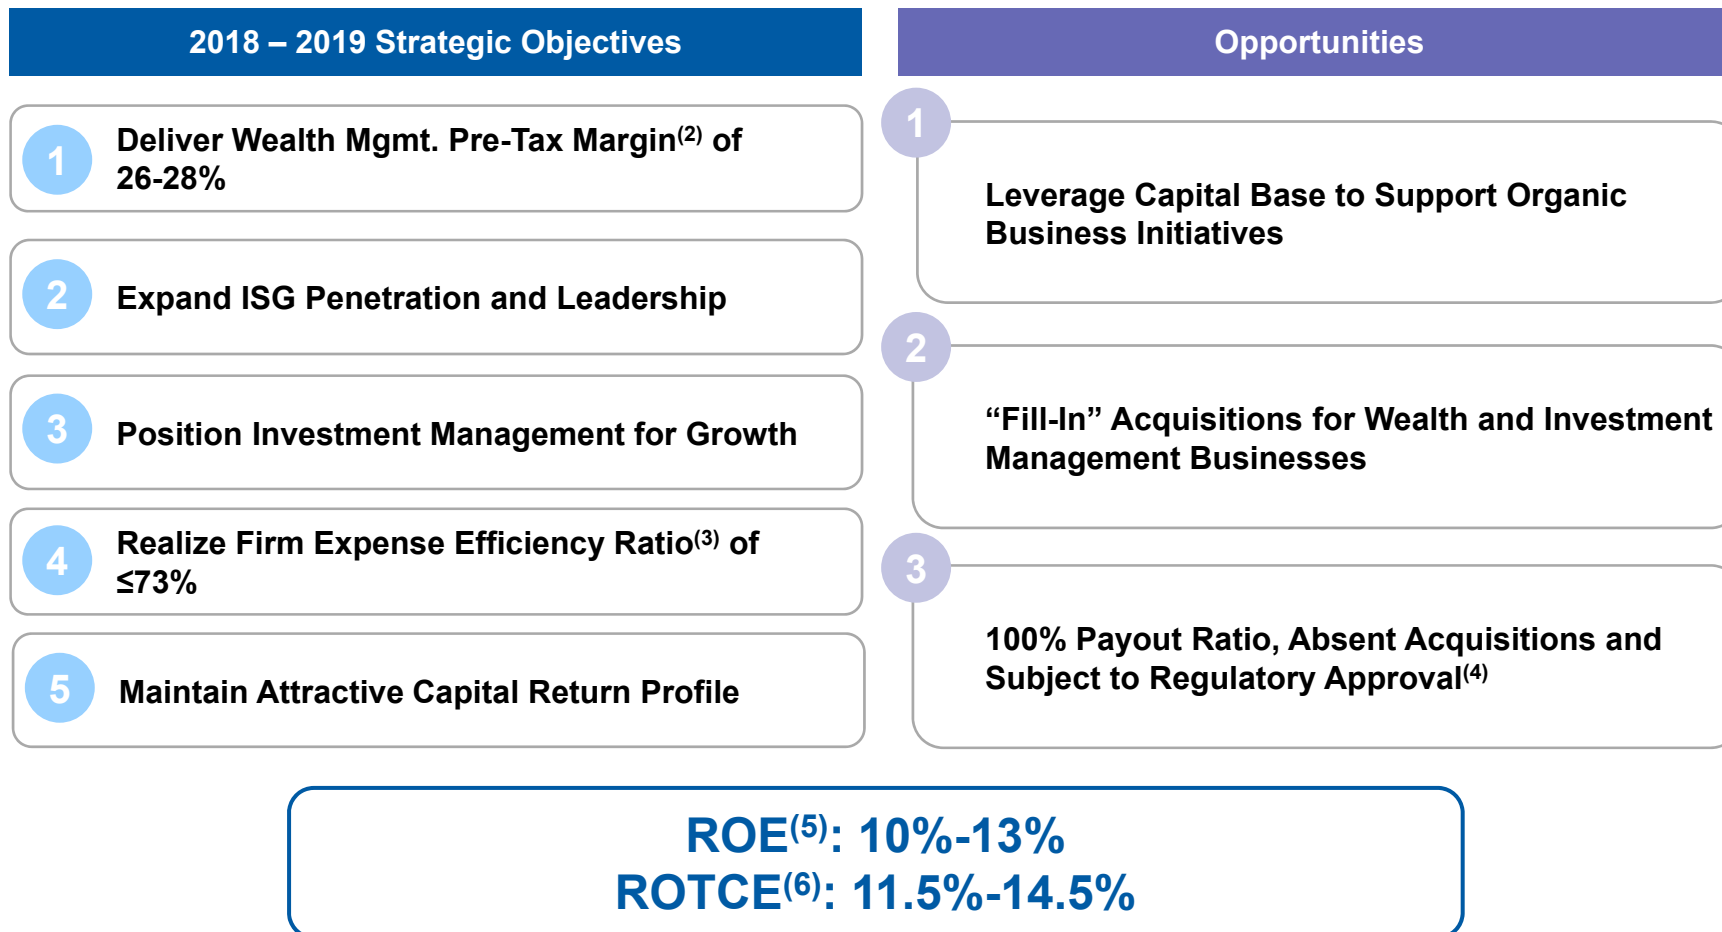 2018 – 2019 Strategic Objectives
1
Deliver Wealth Mgmt. Pre-Tax Margin(2) of
26-28%
2
Expand ISG Penetration and Leadership
3
Position Investment Management for Growth
4
Realize Firm Expense Efficiency Ratio(3) of
≤73%
5
Maintain Attractive Capital Return Profile
Opportunities
1
Leverage Capital Base to Support Organic
Business Initiatives
2
“Fill-In” Acquisitions for Wealth and Investment
Management Businesses
3
100% Payout Ratio, Absent Acquisitions and
Subject to Regulatory Approval(4)
ROE(5): 10%-13%
ROTCE(6): 11.5%-14.5%